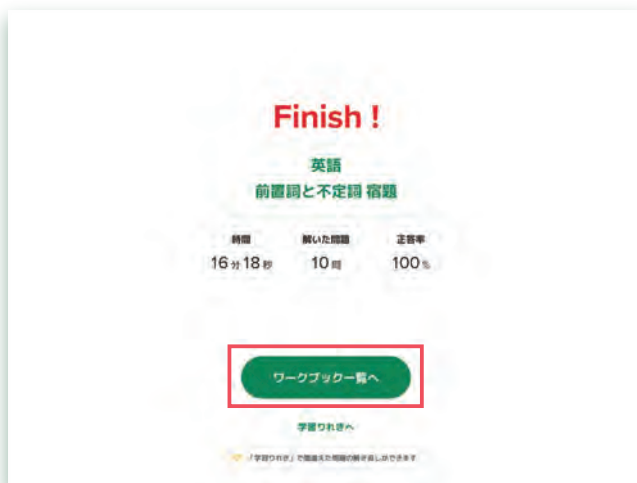 Finish !
英語
前置詞と不定詞 宿題
時間 解いた問題 正答率
16分18秒 10問 100%
ワークブック一覧へ
学習りれきへ
「学習りれき」で間違えた問題の解き直しができます